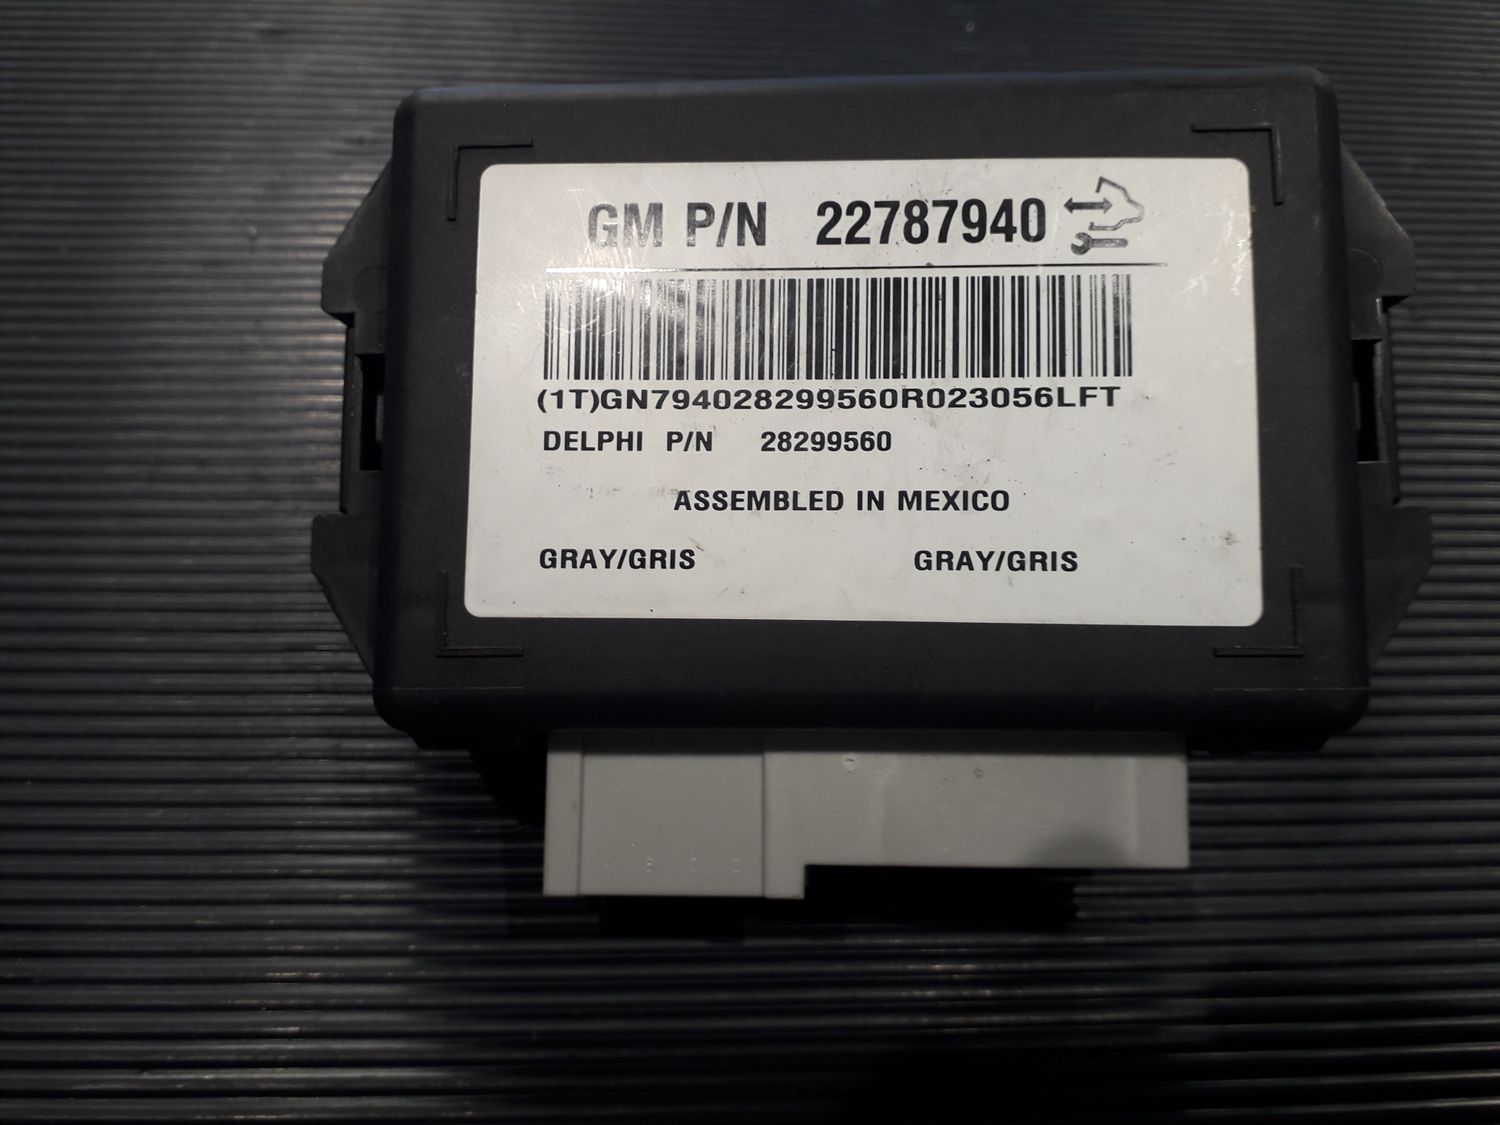 GM P/N 22787940
(1T)GN794028299560R023056LFT
DELPHI P/N 28299560
ASSEMBLED IN MEXICO
GRAY/GRIS GRAY/GRIS